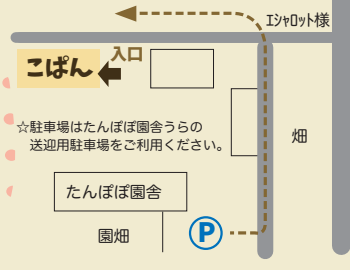 エシャロット様
入口
こぱん
☆駐車場はたんぽぽ園舎うらの
送迎用駐車場をご利用ください。
畑
たんぽぽ園舎
園畑
P